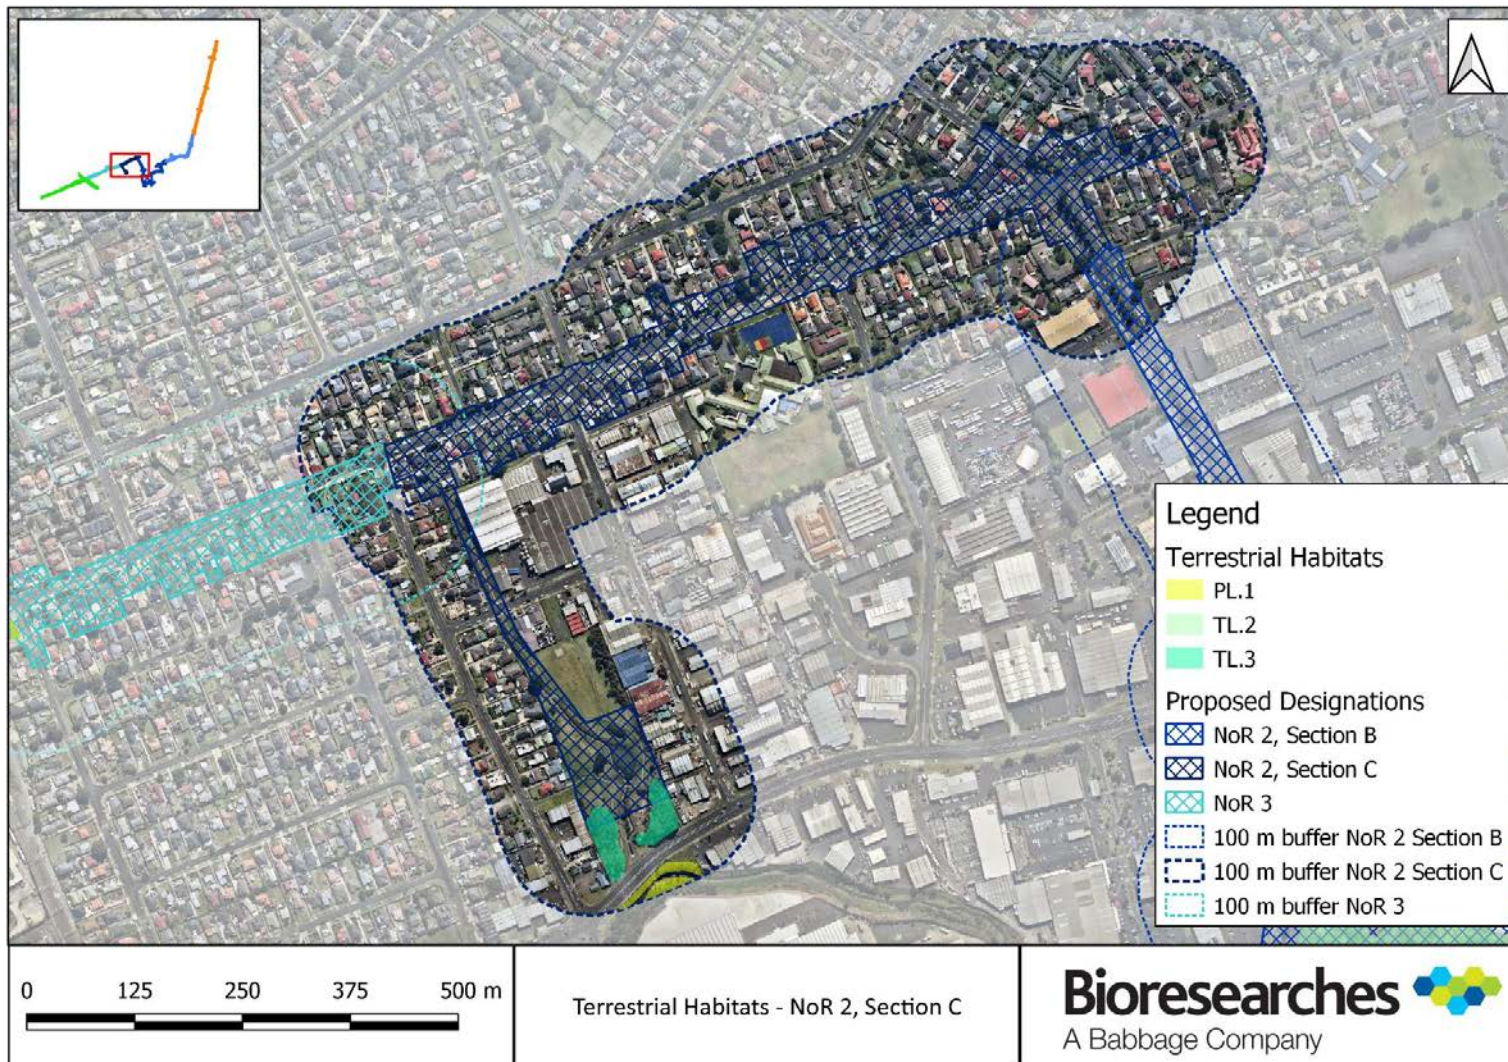 Legend
Terrestrial Habitats
PL.1
TL.2
TL.3
Proposed Designations
NoR 2, Section B
NoR 2, Section C
NoR 3
100 m buffer NoR 2 Section B
100 m buffer NoR 2 Section C
100 m buffer NoR 3
0 125 250 375 500 m
Terrestrial Habitats - NoR 2, Section C
Bioresearches
A Babbage Company